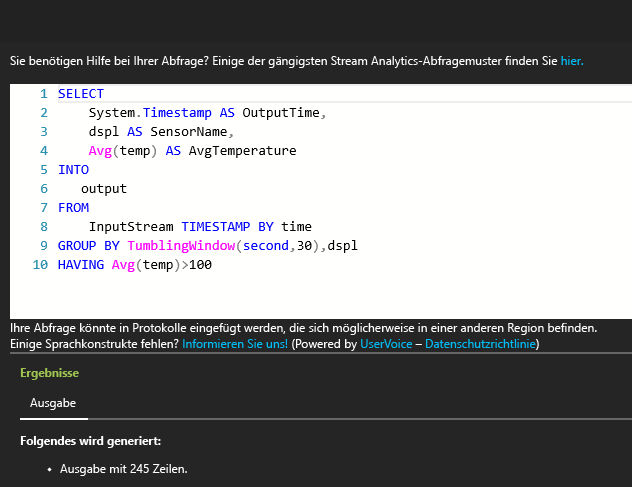 Sie benötigen Hilfe bei Ihrer Abfrage? Einige der gängigsten Stream Analytics-Abfragemuster finden Sie hier.
1 SELECT
2 System.Timestamp AS OutputTime,
3 dspl AS SensorName,
4 Avg(temp) AS AvgTemperature
5 INTO
6 output
7 FROM
8 InputStream TIMESTAMP BY time
9 GROUP BY TumblingWindow(second,30),dspl
10 HAVING Avg(temp)>100
Ihre Abfrage könnte in Protokolle eingefügt werden, die sich möglicherweise in einer anderen Region befinden.
Einige Sprachkonstrukte fehlen? Informieren Sie uns! (Powered by UserVoice – Datenschutzrichtlinie)
Ergebnisse
Ausgabe
Folgendes wird generiert:
• Ausgabe mit 245 Zeilen.